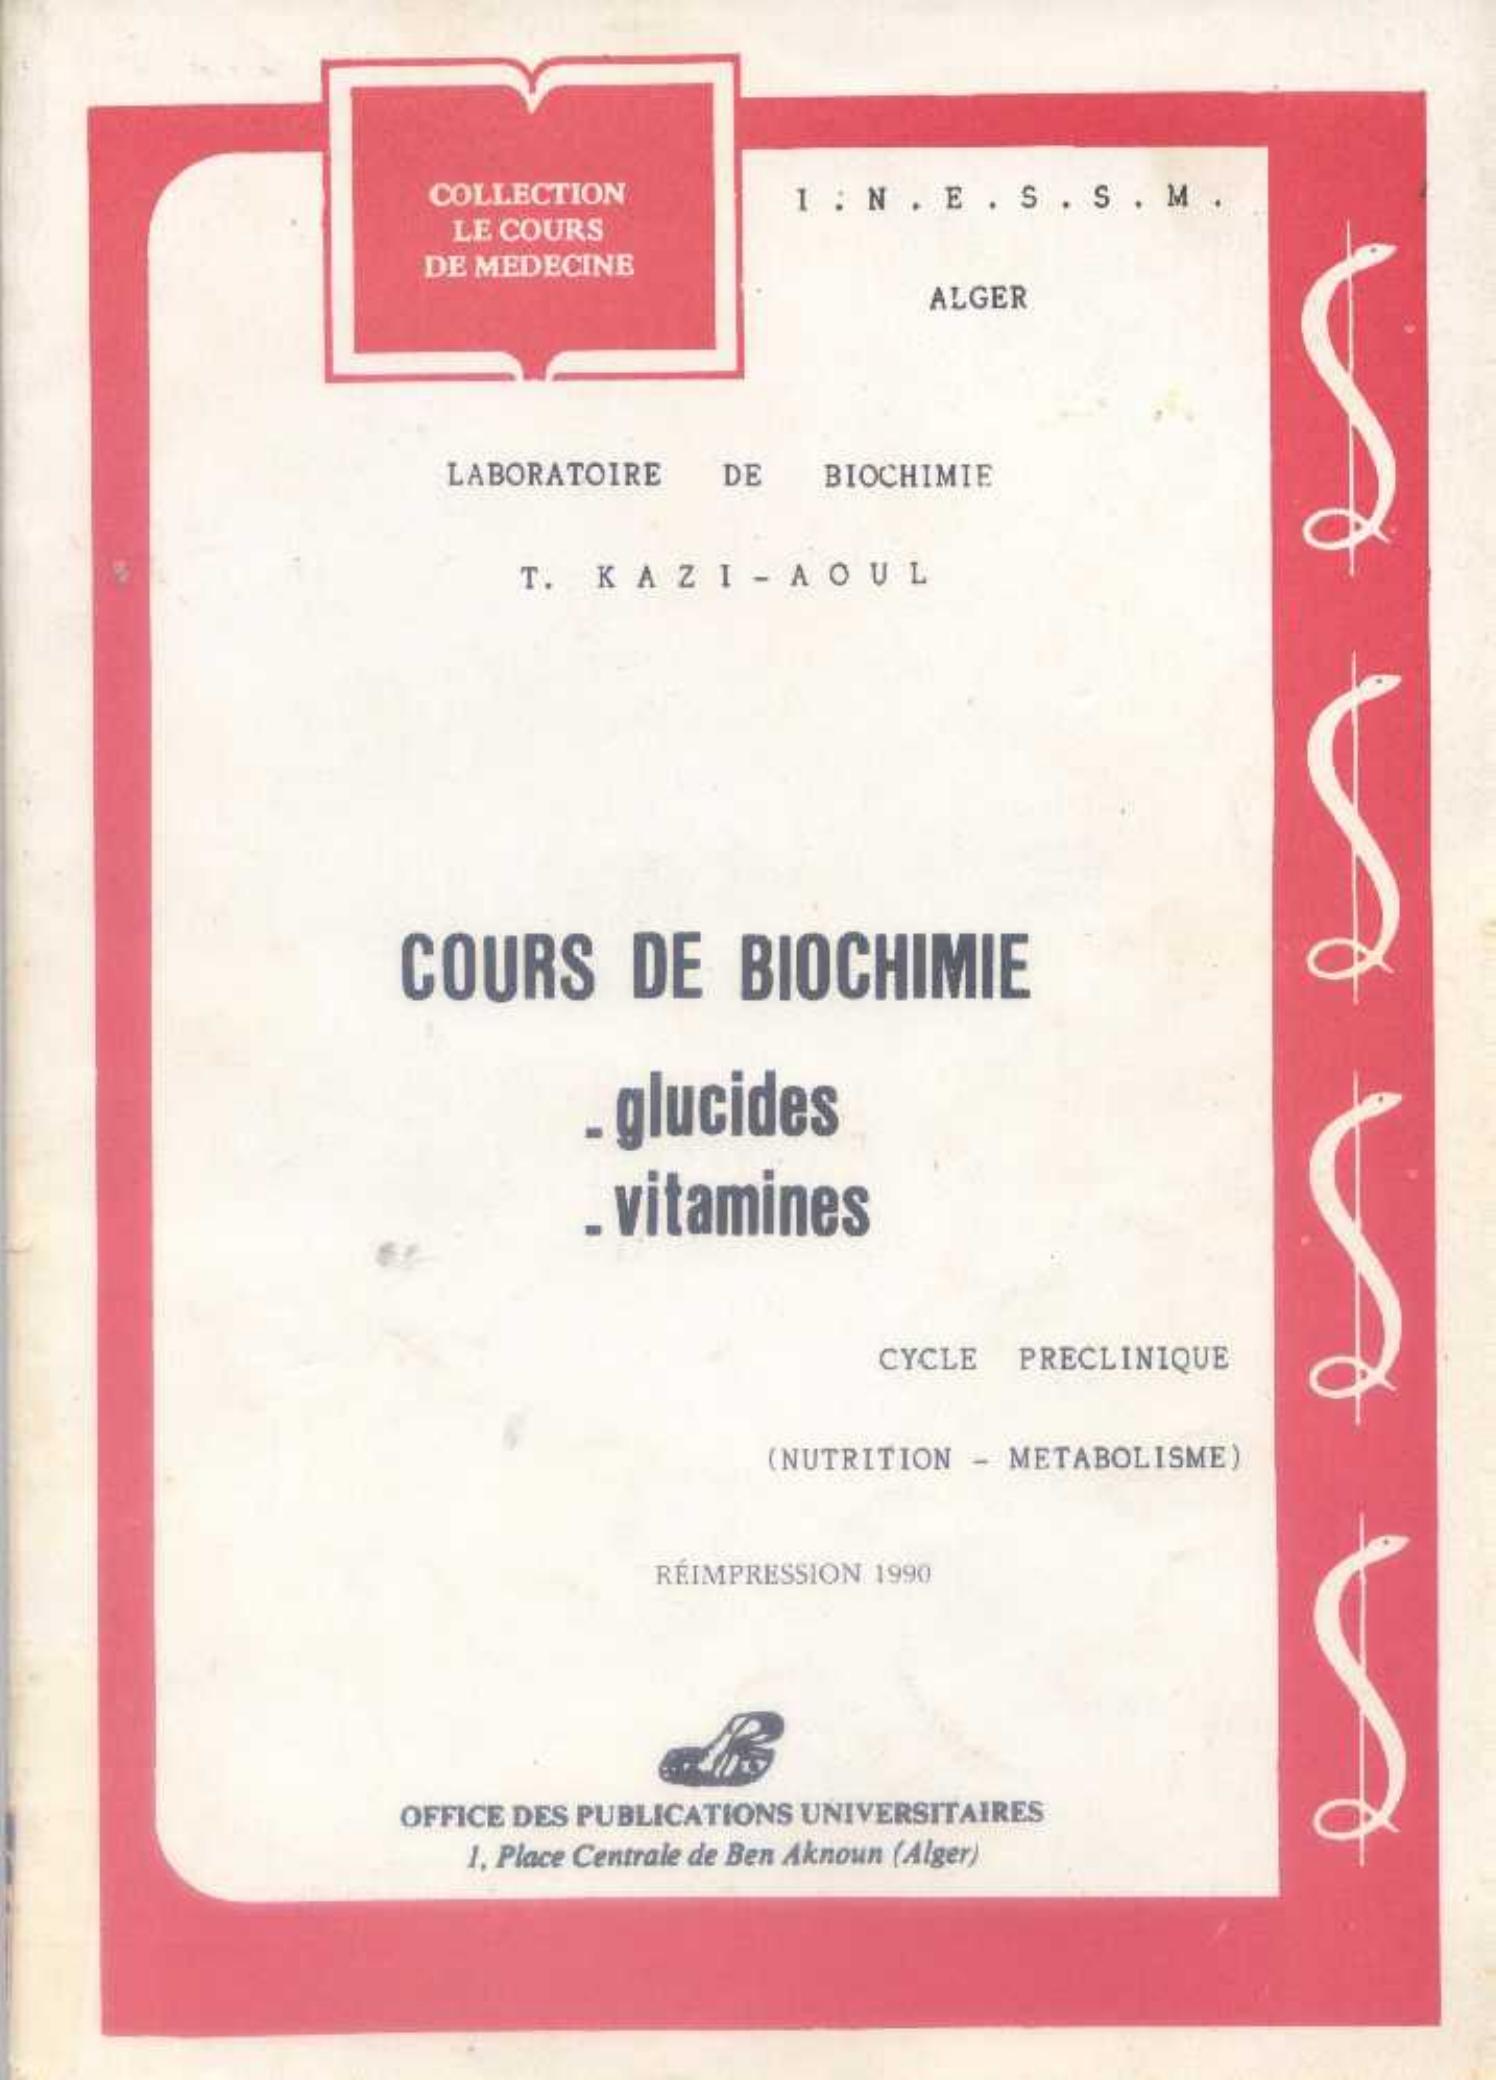 COLLECTION
LE COURS
DE MEDECINE
I . N . E . S . S . M .
ALGER
LABORATOIRE DE BIOCHIMIE
T. KAZI-AOUL
COURS DE BIOCHIMIE
- glucides
- vitamines
CYCLE PRECLINIQUE
(NUTRITION - METABOLISME)
RÉIMPRESSION 1990
OFFICE DES PUBLICATIONS UNIVERSITAIRES
1, Place Centrale de Ben Aknoun (Alger)